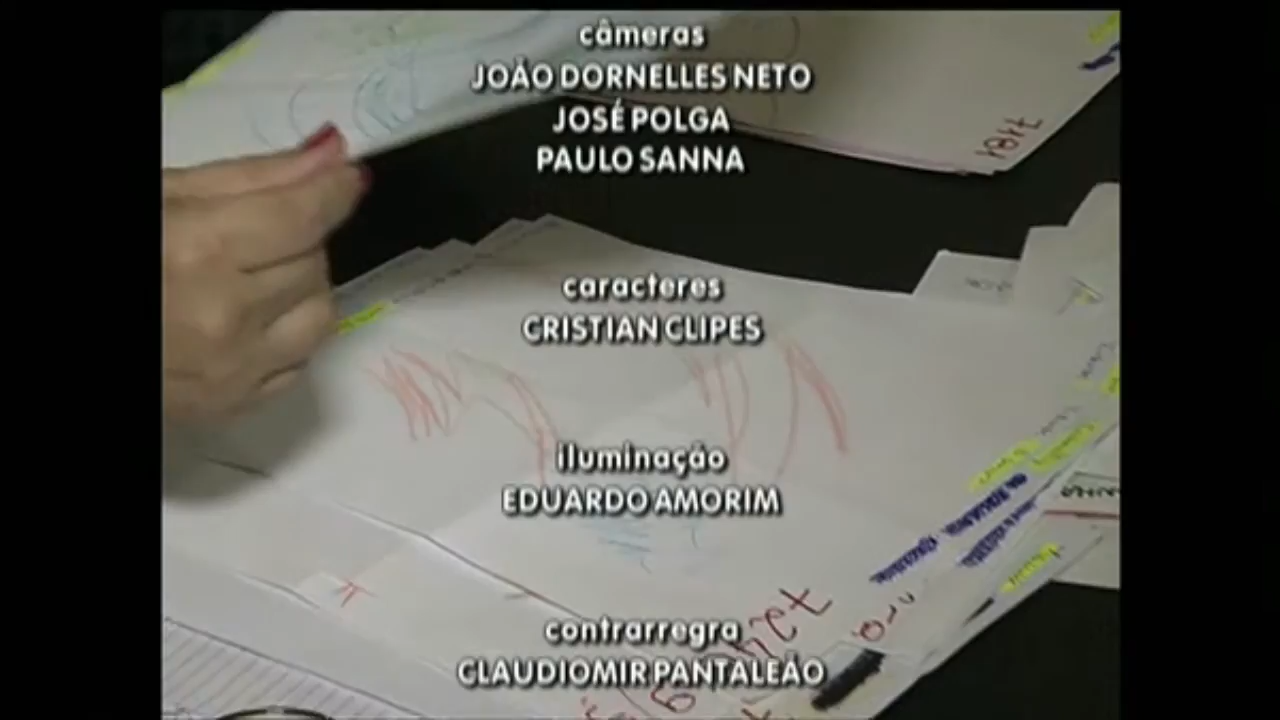 câmeras
JOÃO DORNELLES NETO
JOSÉ POLGA
PAULO SANNA
caracteres
CRISTIAN CLIPES
iluminação
EDUARDO AMORIM
contrarregra
CLAUDIOMIR PANTALEÃO